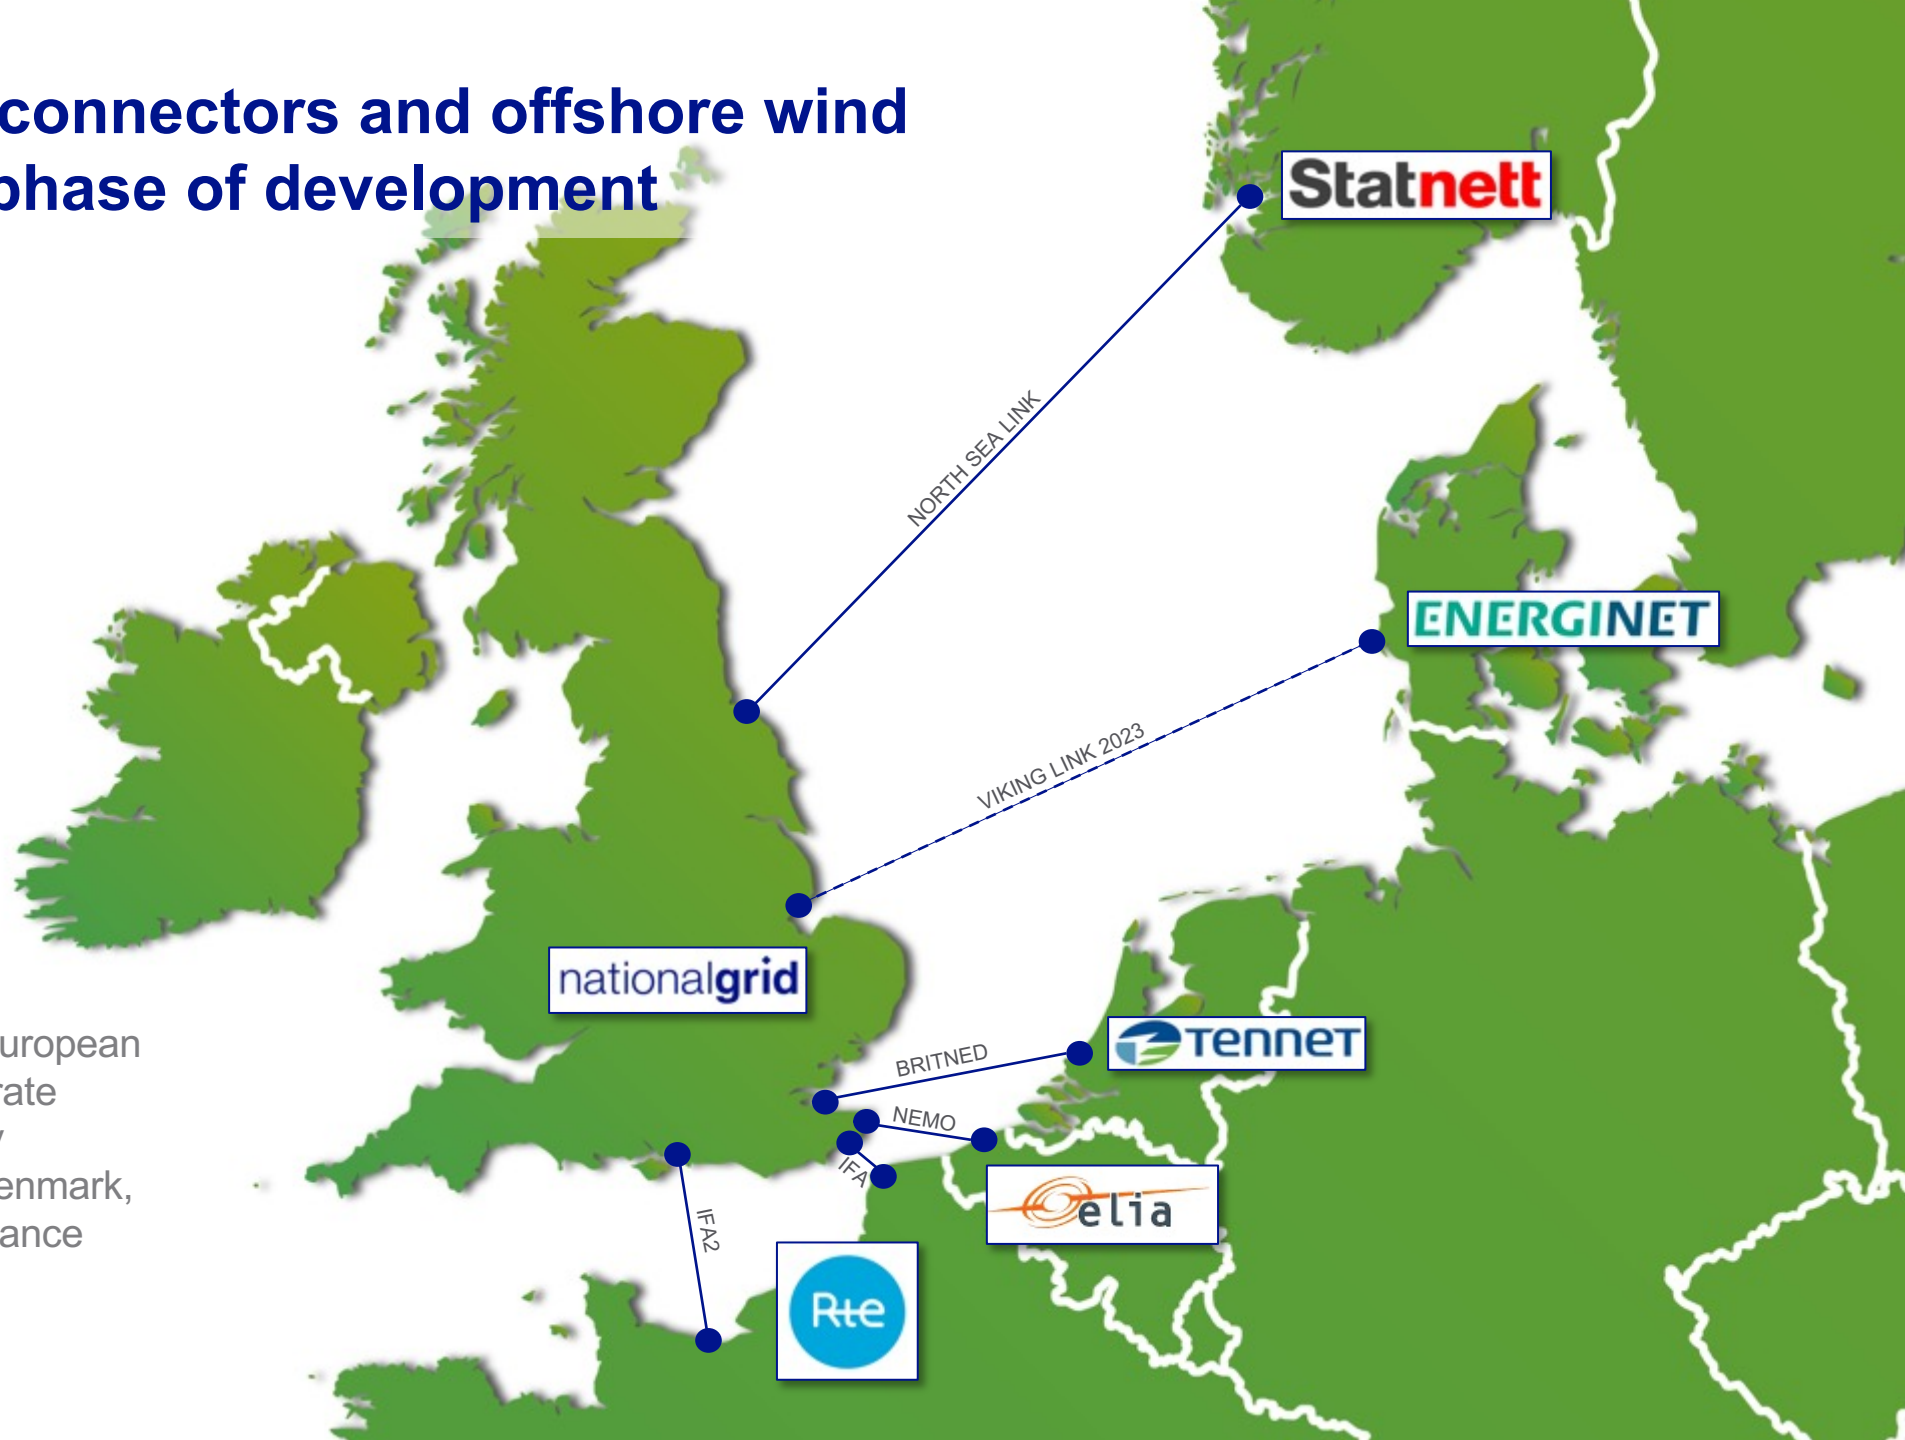 connectors and offshore wind
phase of development
Statnett
NORTH SEA LINK
ENERGINET
VIKING LINK 2023
nationalgrid
TenneT
BRITNED
NEMO
IFA
elia
IFA2
Rte
uropean
rate
enmark,
ance